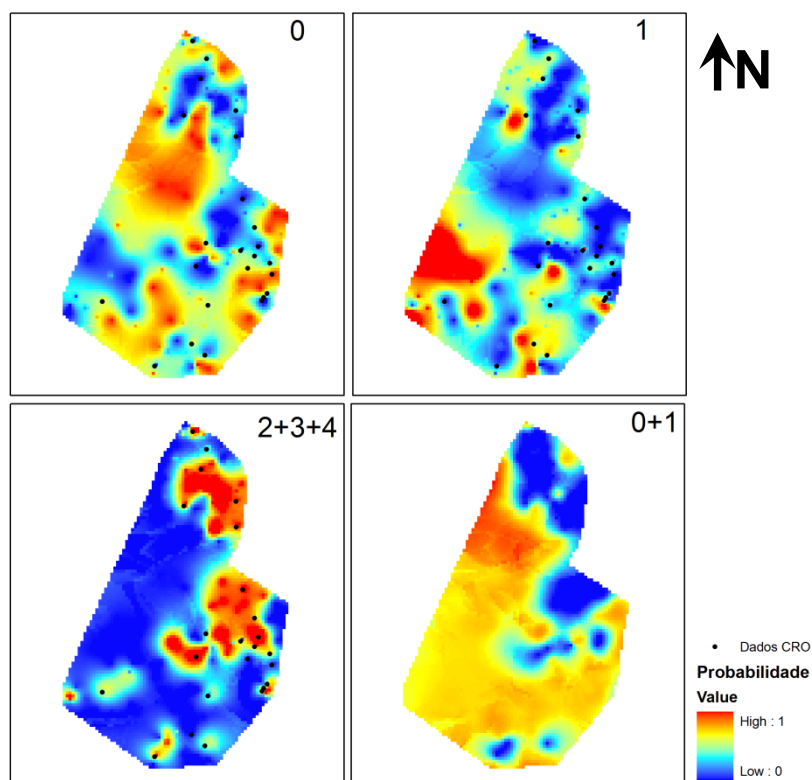 0
1
N
2+3+4
0+1
Dados CRO
Probabilidade
Value
High : 1
Low : 0